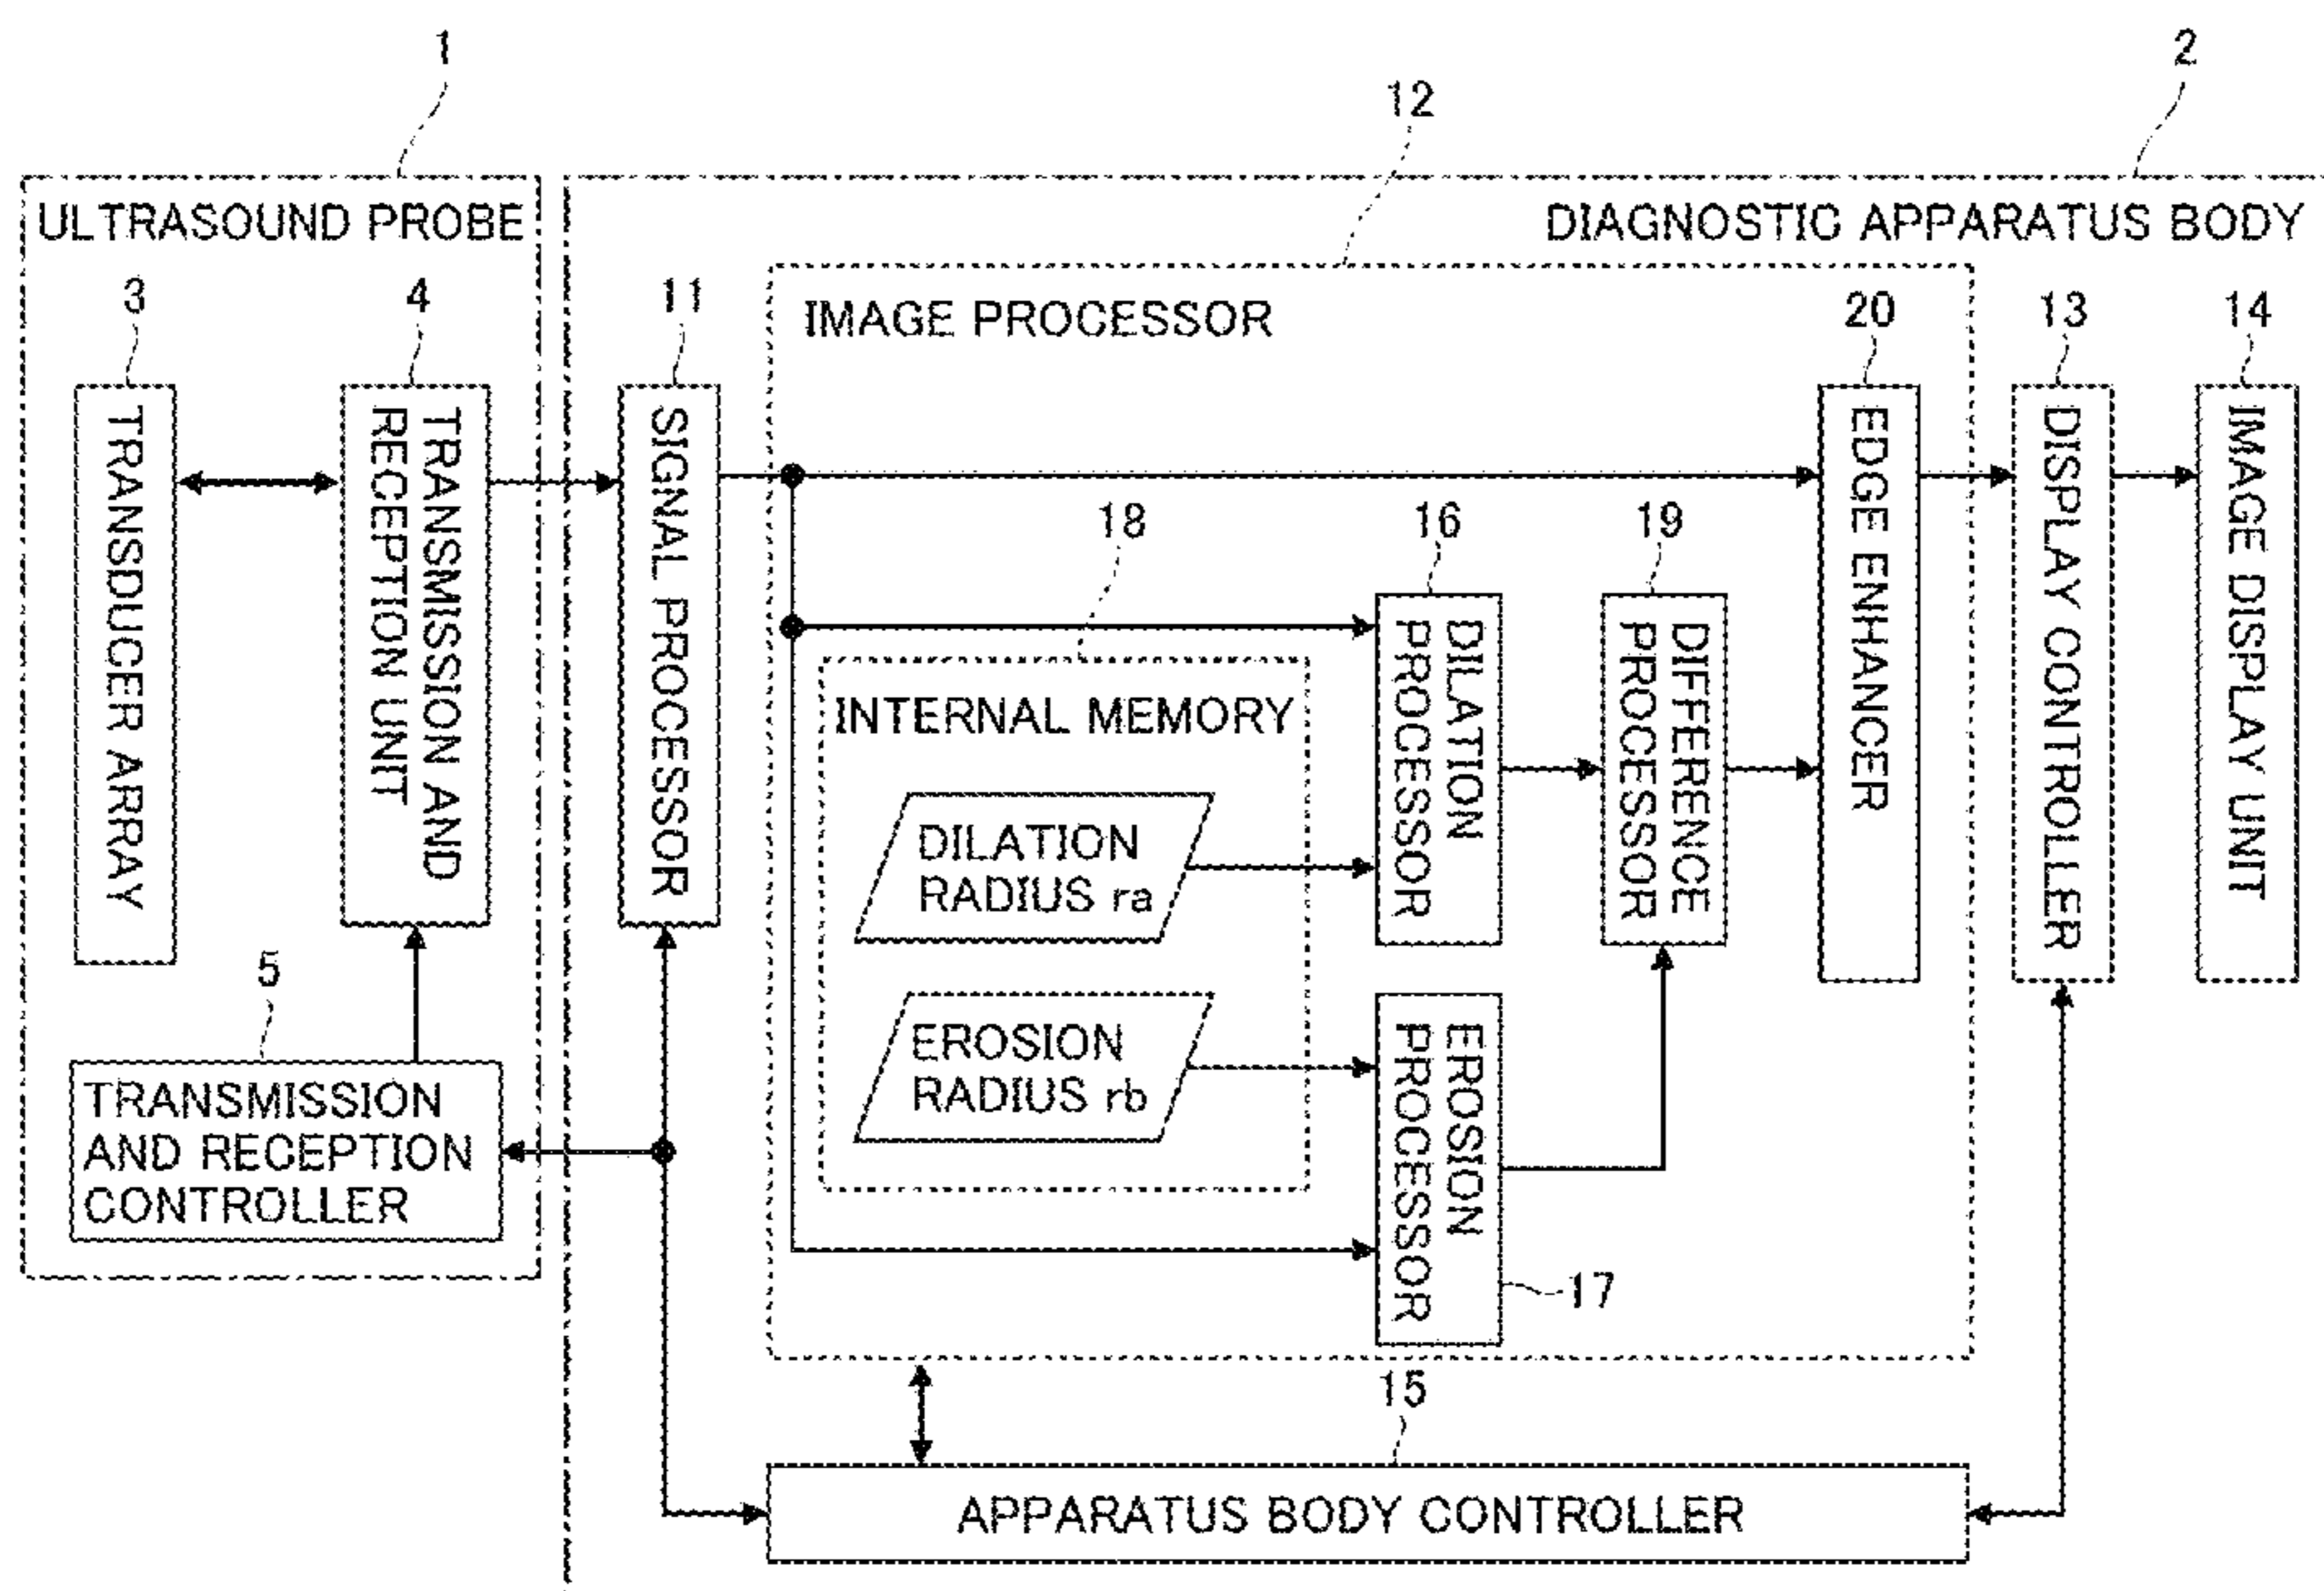 1
2
12
ULTRASOUND PROBE
DIAGNOSTIC APPARATUS BODY
3
4
11
IMAGE PROCESSOR
20
13
14
TRANSDUCER ARRAY
TRANSMISSION AND
RECEPTION UNIT
SIGNAL PROCESSOR
EDGE ENHANCER
DISPLAY CONTROLLER
IMAGE DISPLAY UNIT
18
16
19
DILATION
PROCESSOR
DIFFERENCE
PROCESSOR
INTERNAL MEMORY
DILATION
RADIUS ra
5
EROSION
RADIUS rb
EROSION
PROCESSOR
TRANSMISSION
AND RECEPTION
CONTROLLER
17
15
APPARATUS BODY CONTROLLER